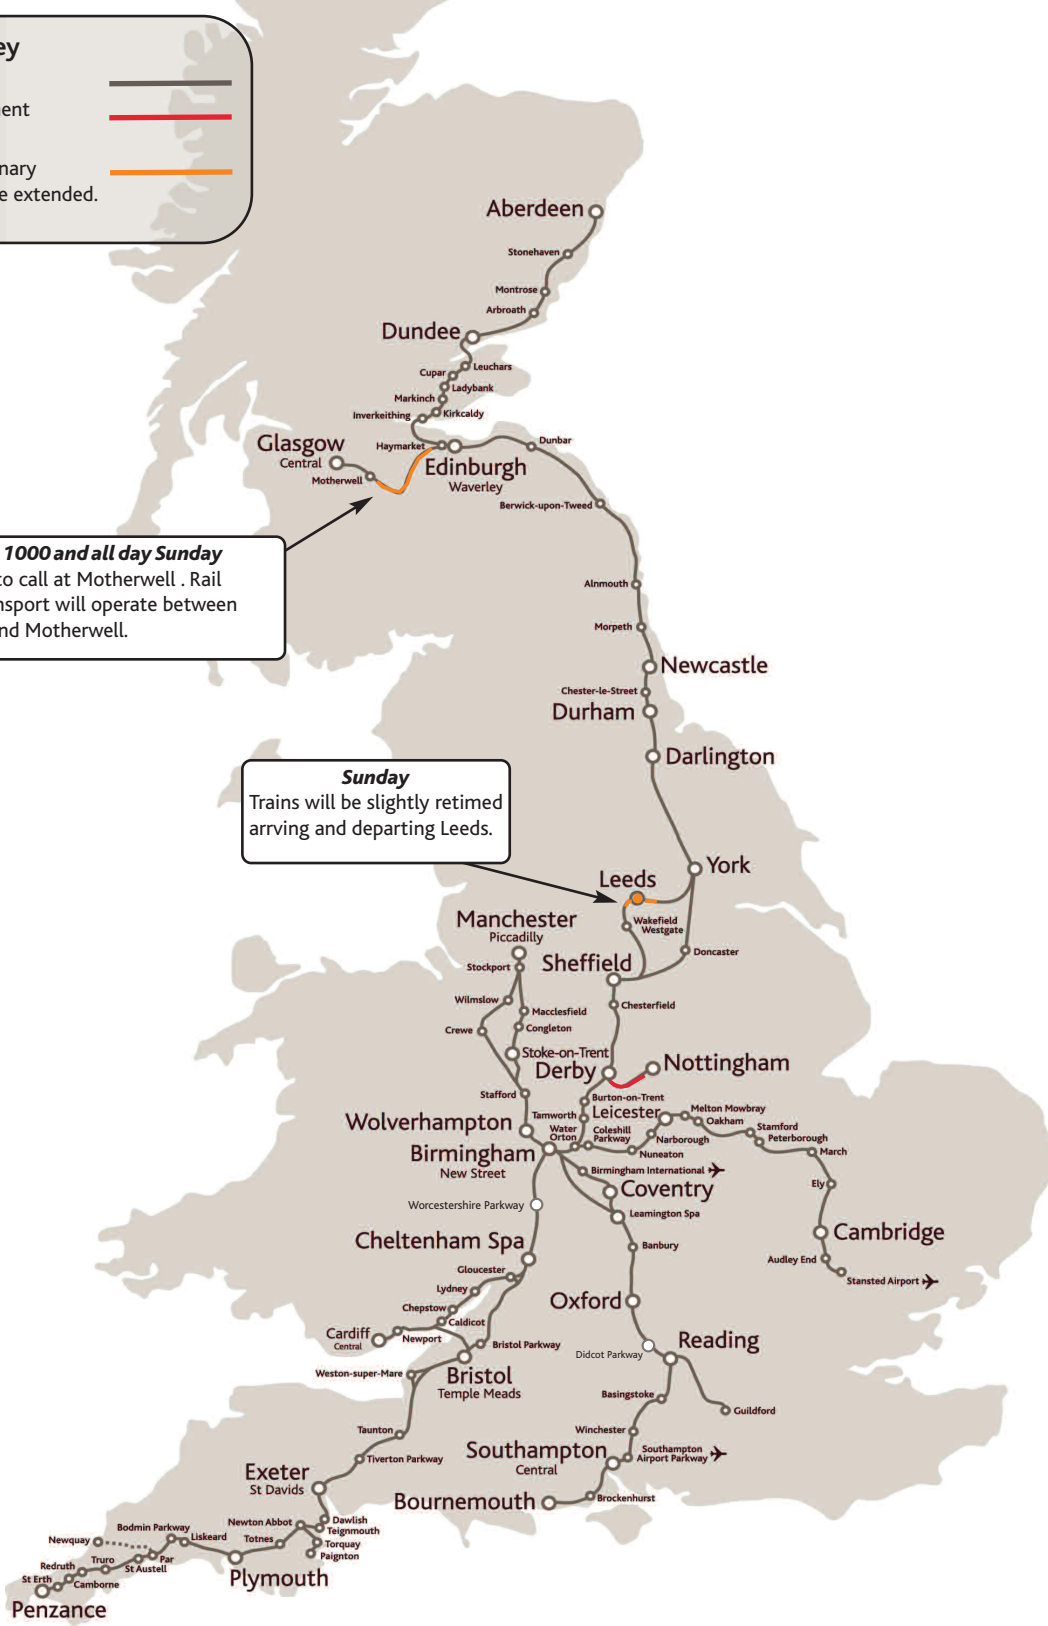 ey
ent
nary
e extended.
Aberdeen
Stonehaven
Montrose
Arbroath
Dundee
Leuchars
Cupar
Ladybank
Markinch
Kirkcaldy
Inverkeithing
Haymarket
Edinburgh
Waverley
Glasgow
Central
Motherwell
Dunbar
Berwick-upon-Tweed
1000 and all day Sunday
to call at Motherwell . Rail
nsport will operate between
nd Motherwell.
Alnmouth
Morpeth
Newcastle
Chester-le-Street
Durham
Darlington
Sunday
Trains will be slightly retimed
arrving and departing Leeds.
York
Leeds
Wakefield
Westgate
Doncaster
Manchester
Piccadilly
Stockport
Sheffield
Wilmslow
Macclesfield
Chesterfield
Crewe
Congleton
Stoke-on-Trent
Derby
Nottingham
Stafford
Burton-on-Trent
Tamworth
Leicester
Melton Mowbray
Oakham
Stamford
Peterborough
March
Wolverhampton
Water
Orton
Coleshill
Parkway
Narborough
Nuneaton
Birmingham
New Street
Birmingham International
Ely
Coventry
Worcestershire Parkway
Leamington Spa
Cambridge
Cheltenham Spa
Banbury
Audley End
Stansted Airport
Gloucester
Lydney
Chepstow
Caldicot
Oxford
Cardiff
Central
Newport
Bristol Parkway
Didcot Parkway
Reading
Weston-super-Mare
Bristol
Temple Meads
Basingstoke
Guildford
Taunton
Winchester
Tiverton Parkway
Southampton
Central
Southampton
Airport Parkway
Exeter
St Davids
Bournemouth
Brockenhurst
Newton Abbot
Dawlish
Teignmouth
Torquay
Paignton
Totnes
Bodmin Parkway
Liskeard
Newquay
Par
St Austell
Truro
Redruth
Camborne
St Erth
Plymouth
Penzance